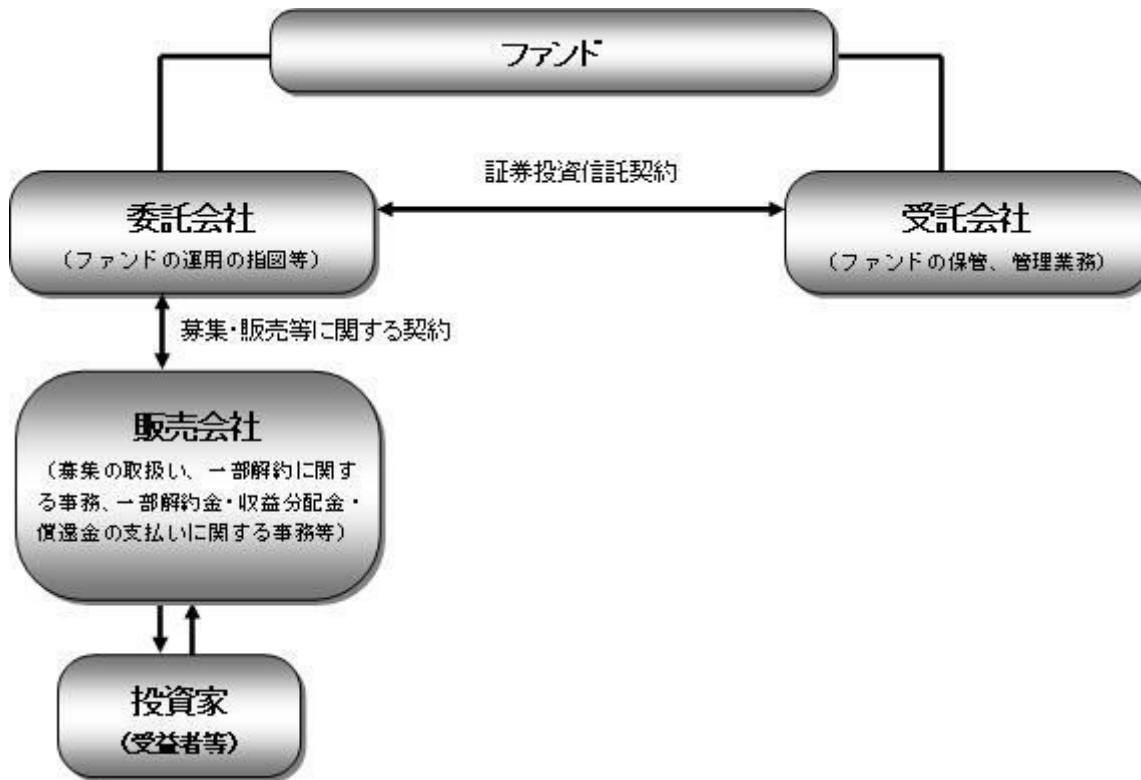 ファンド
証券投資信託契約
委託会社
（ファンドの運用の指図等）
受託会社
（ファンドの保管、管理業務）
募集・販売等に関する契約
販売会社
（募集の取扱い、一部解約に関す
る事務、一部解約金・収益分配金・
償還金の支払いに関する事務等）
投資家
（受益者等）